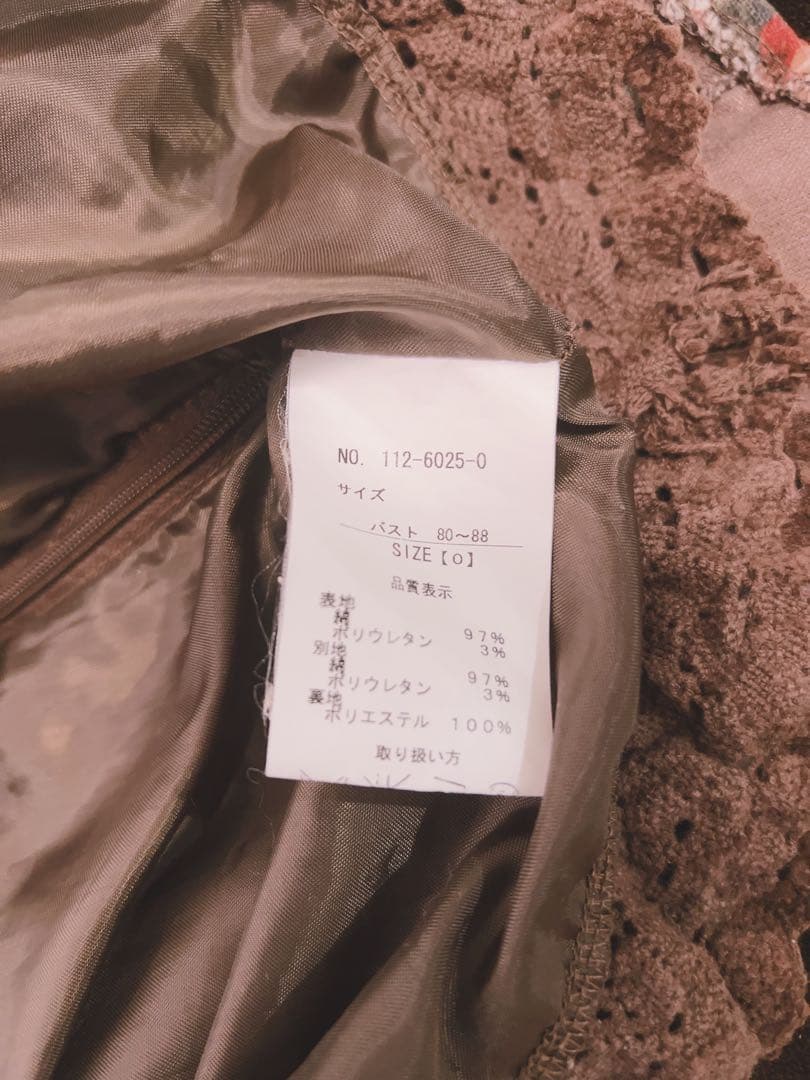 NO. 112-6025-0
サイズ
バスト 80〜88
SIZE【0】
品質表示
表地
綿 97%
ポリウレタン 3%
別地
綿 97%
ポリウレタン 3%
裏地
ポリエステル 100%
取り扱い方